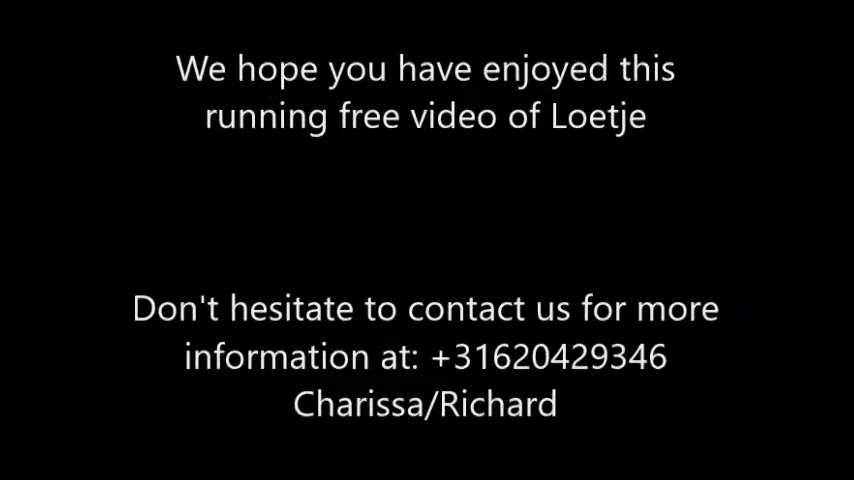 We hope you have enjoyed this
running free video of Loetje
Don't hesitate to contact us for more
information at: +31620429346
Charissa/Richard